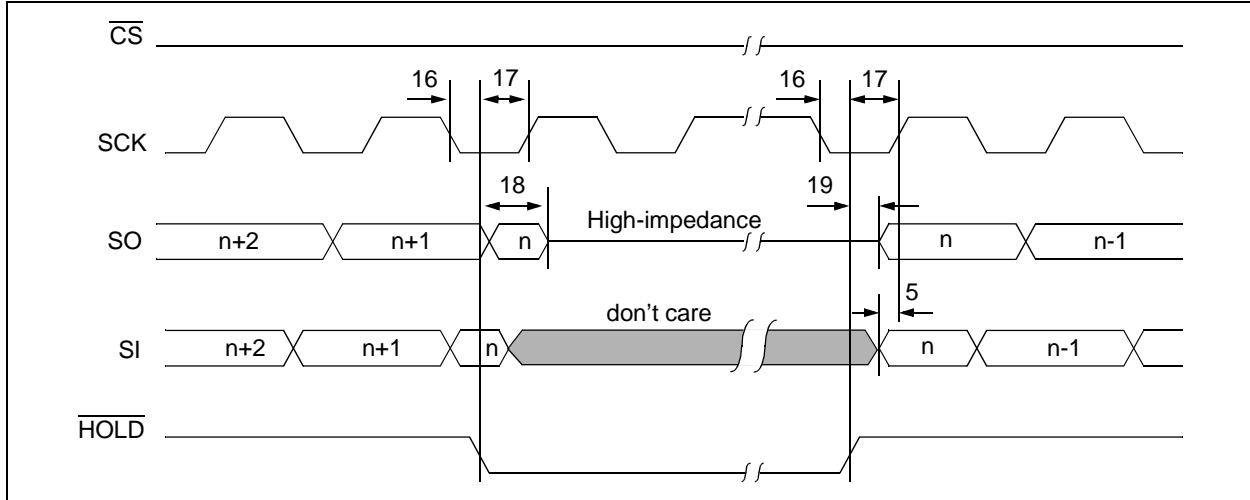 CS
16 17 16 17
SCK
18 19
High-impedance
SO n+2 n+1 n n n-1
5
don't care
SI n+2 n+1 n n n-1
HOLD